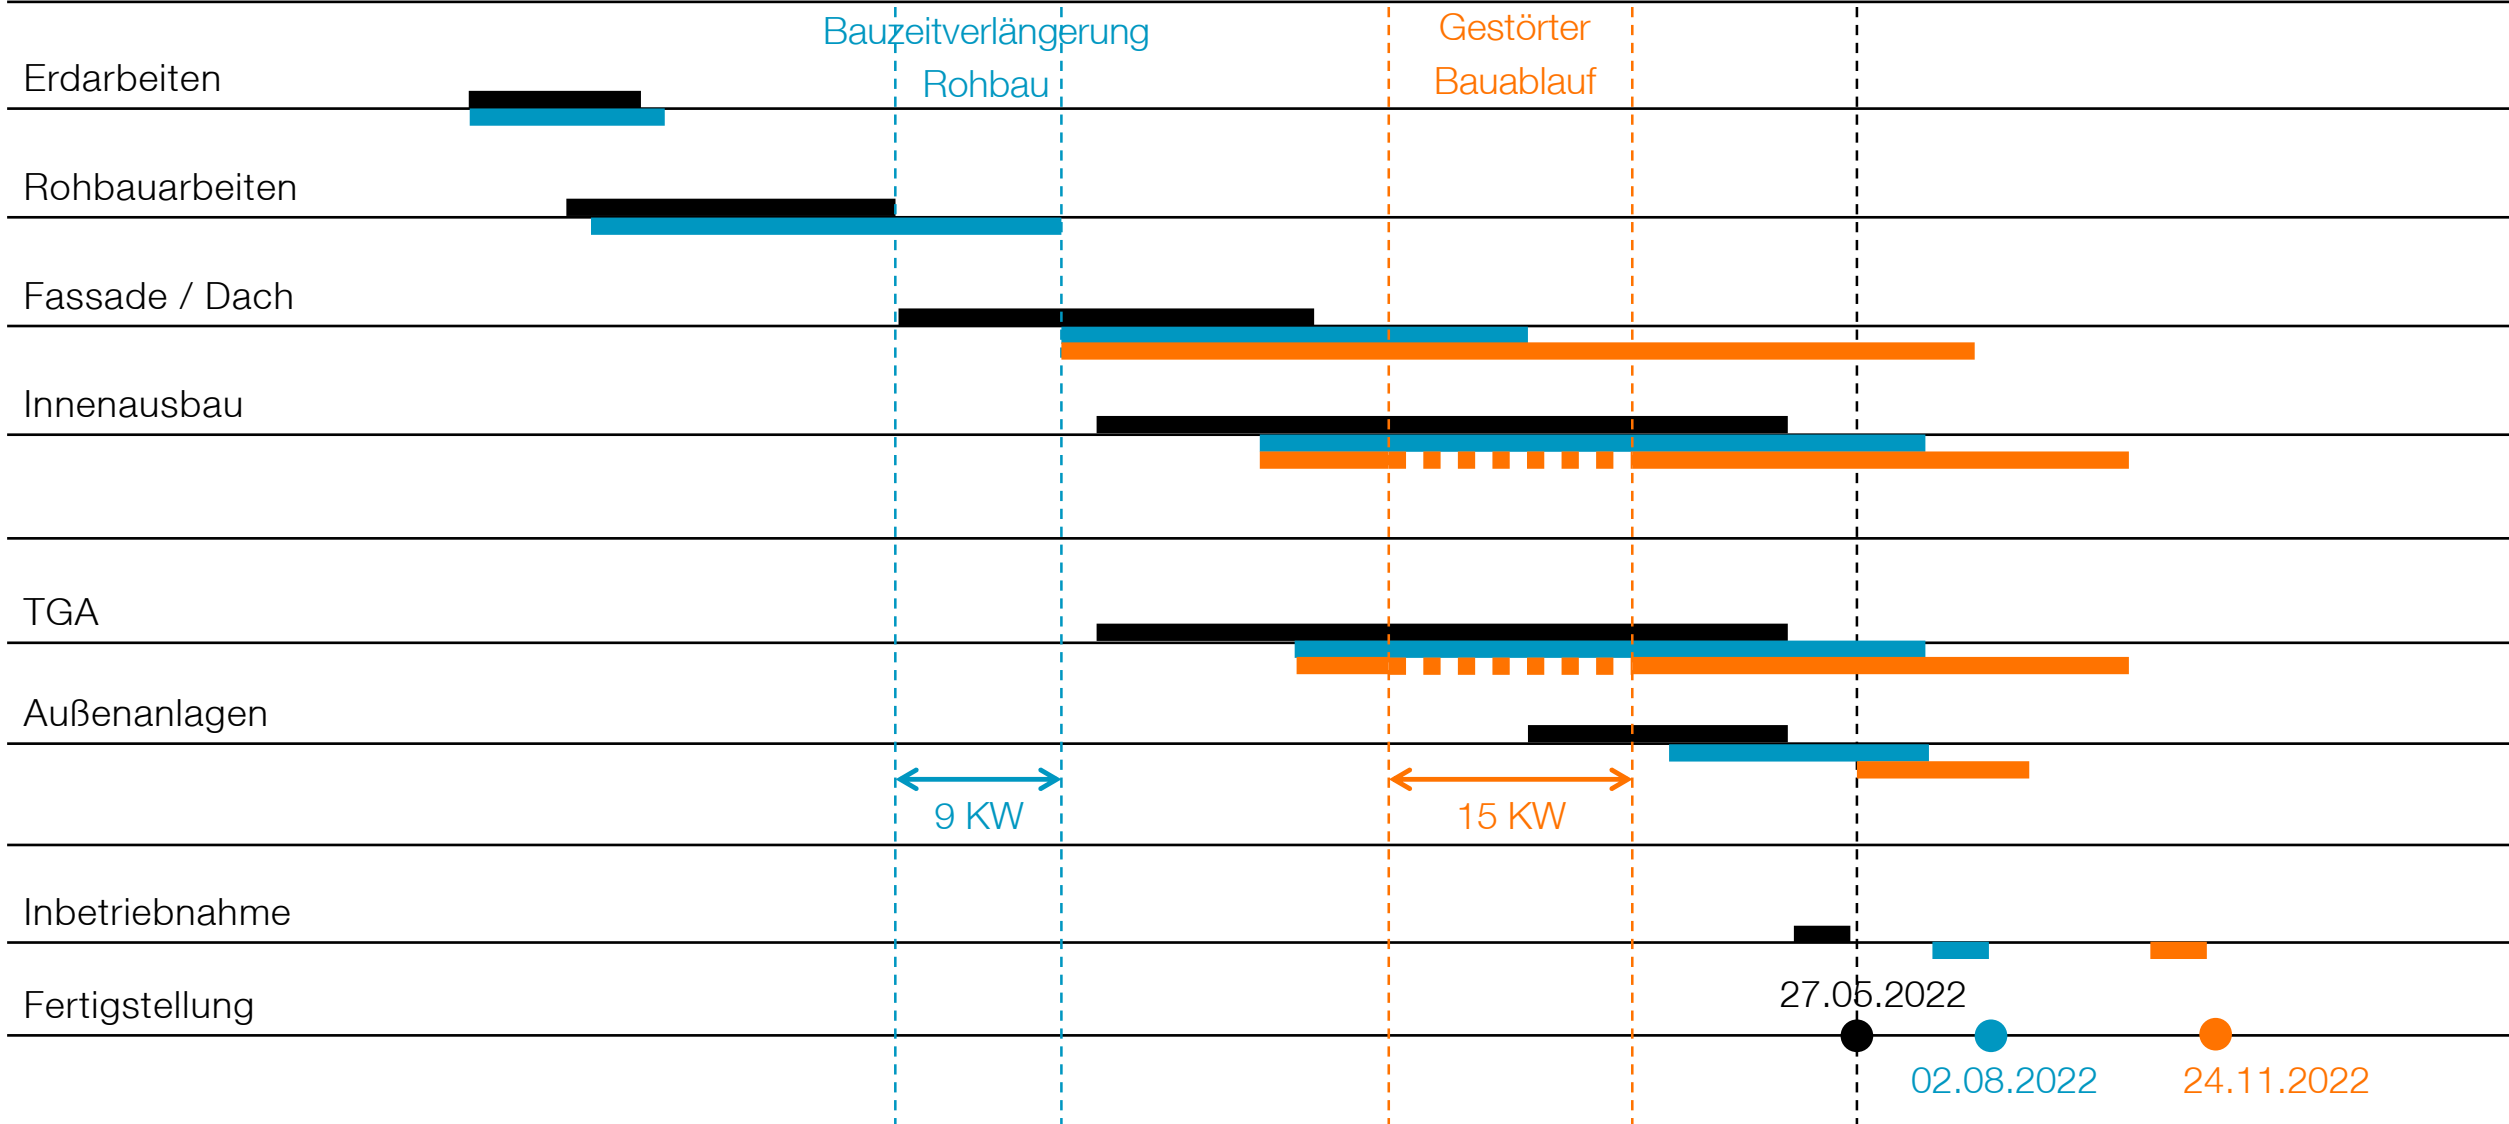 Bauzeitverlängerung
Rohbau
Gestörter
Bauablauf
Erdarbeiten
Rohbauarbeiten
Fassade / Dach
Innenausbau
TGA
Außenanlagen
9 KW
15 KW
Inbetriebnahme
Fertigstellung
27.05.2022
02.08.2022
24.11.2022